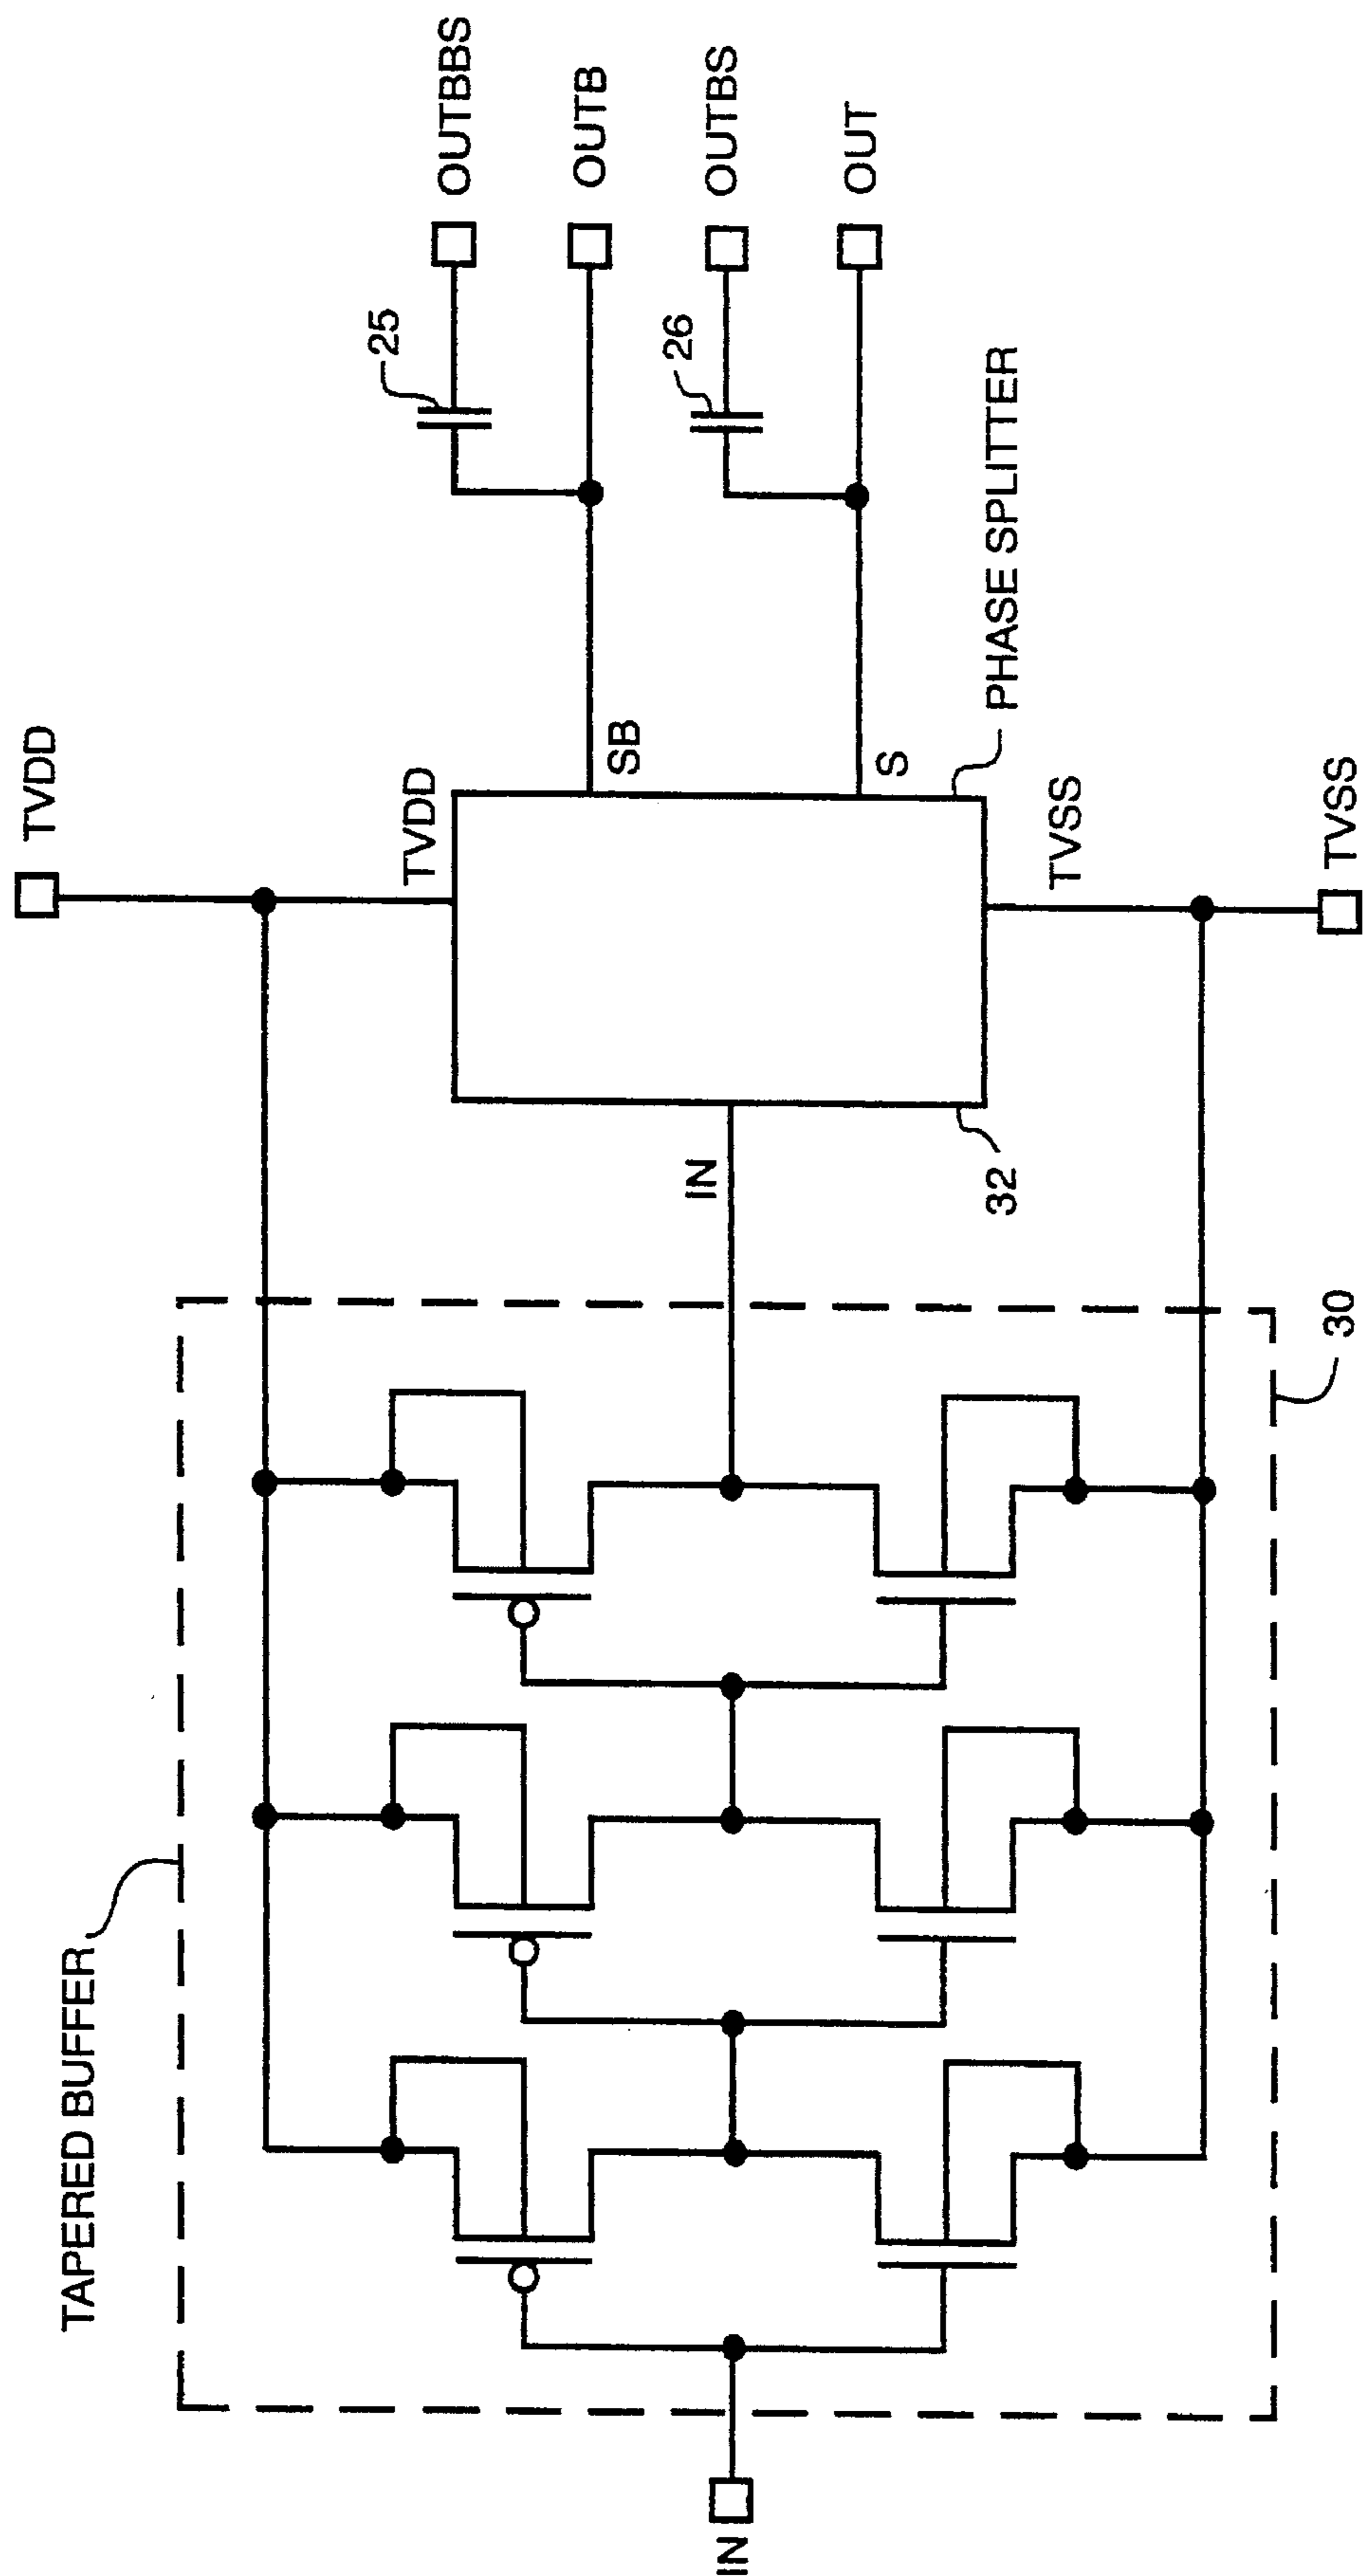 TVDD
OUTBBS
25
OUTB
TVDD
SB
OUTBS
26
OUT
S
IN
TVSS
PHASE SPLITTER
32
TVSS
TAPERED BUFFER
30
IN